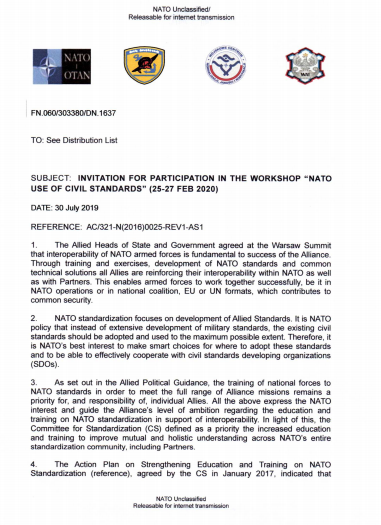 NATO Unclassified/
Releasable for internet transmission
NATO
OTAN
FN.060/303380/DN.1637
TO: See Distribution List
SUBJECT: INVITATION FOR PARTICIPATION IN THE WORKSHOP “NATO
USE OF CIVIL STANDARDS” (25-27 FEB 2020)
DATE: 30 July 2019
REFERENCE: AC/321-N(2016)0025-REV1-AS1
1. The Allied Heads of State and Government agreed at the Warsaw Summit
that interoperability of NATO armed forces is fundamental to success of the Alliance.
Through training and exercises, development of NATO standards and common
technical solutions all Allies are reinforcing their interoperability within NATO as well
as with Partners. This enables armed forces to work together successfully, be it in
NATO operations or in national coalition, EU or UN formats, which contributes to
common security.
2. NATO standardization focuses on development of Allied Standards. It is NATO
policy that instead of extensive development of military standards, the existing civil
standards should be adopted and used to the maximum possible extent. Therefore, it
is NATO's best interest to make smart choices for where to adopt these standards
and to be able to effectively cooperate with civil standards developing organizations
(SDOs).
3. As set out in the Allied Political Guidance, the training of national forces to
NATO standards in order to meet the full range of Alliance missions remains a
priority for, and responsibility of, individual Allies. All the above express the NATO
interest and guide the Alliance's level of ambition regarding the education and
training on NATO standardization in support of interoperability. In light of this, the
Committee for Standardization (CS) defined as a priority the increased education
and training to improve mutual and holistic understanding across NATO's entire
standardization community, including Partners.
4. The Action Plan on Strengthening Education and Training on NATO
Standardization (reference), agreed by the CS in January 2017, indicated that
NATO Unclassified
Releasable for internet transmission